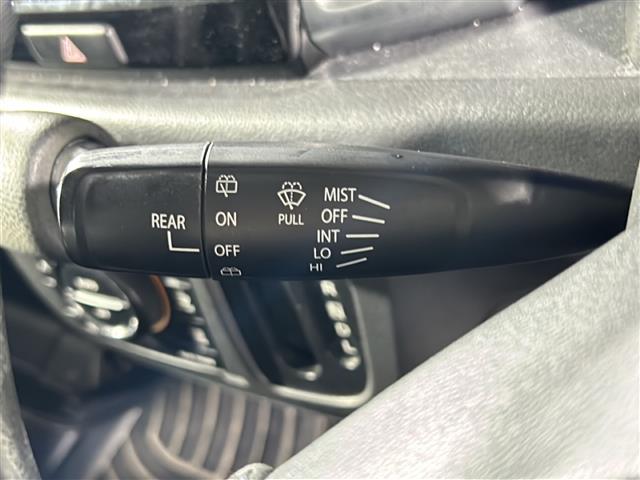 REAR
ON
OFF
PULL
MIST
OFF
INT
LO
HI